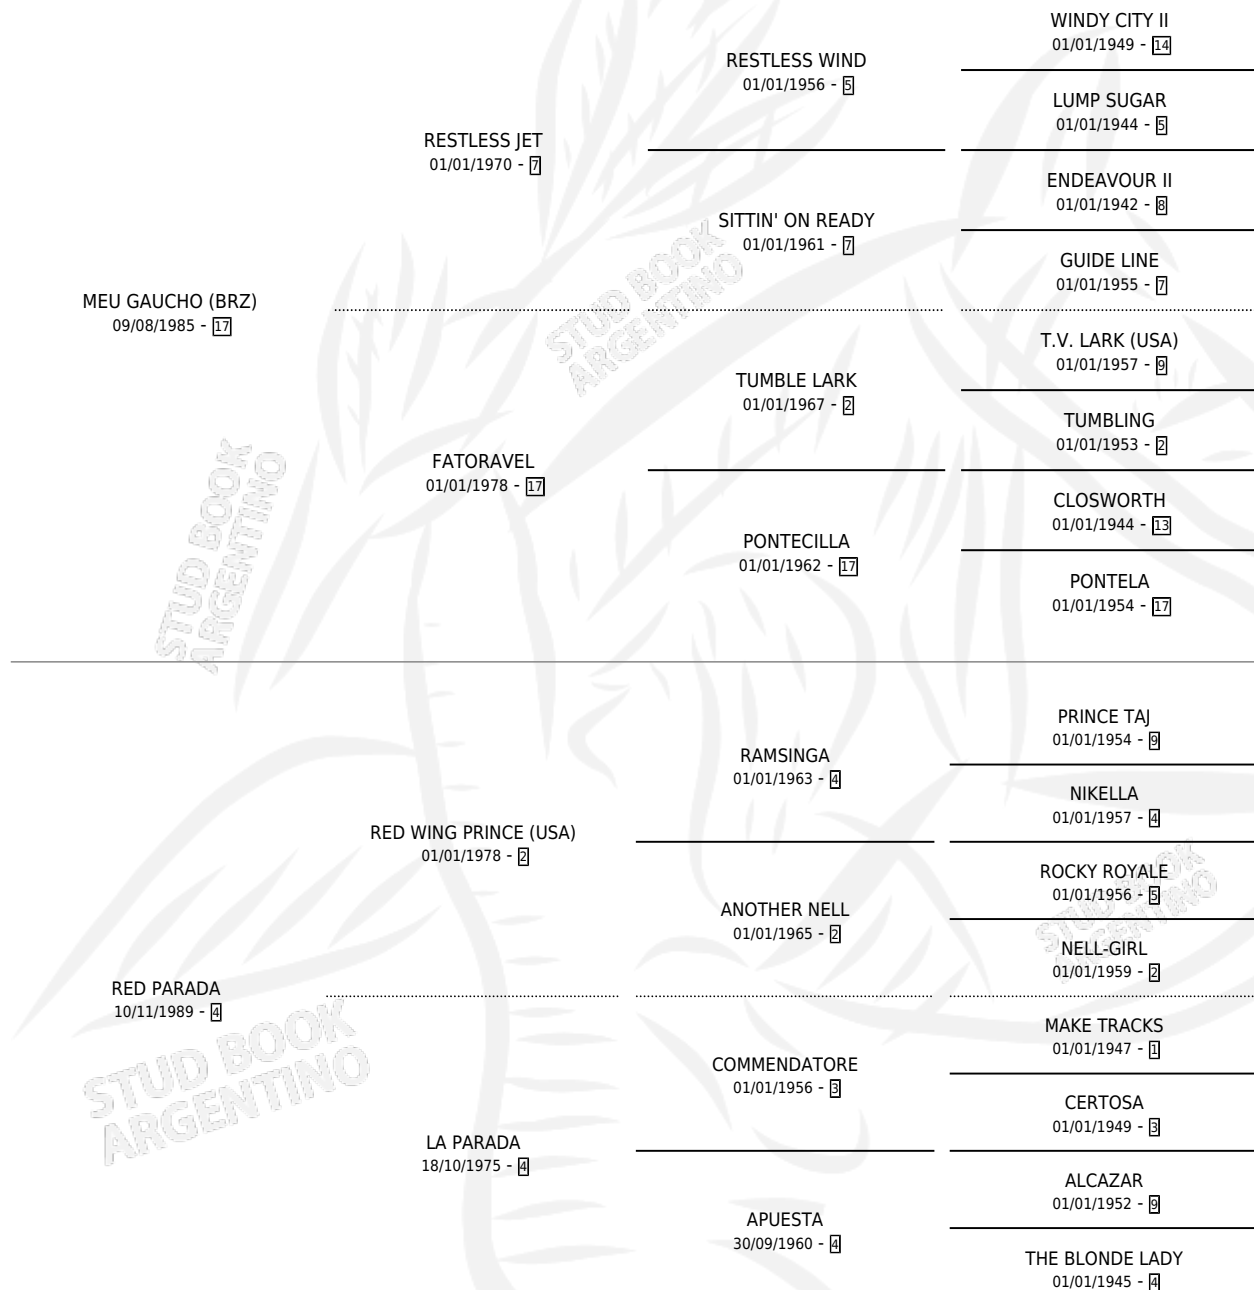 WINDY CITY II
01/01/1949 - 14
RESTLESS WIND
01/01/1956 - 5
LUMP SUGAR
01/01/1944 - 5
RESTLESS JET
01/01/1970 - 7
ENDEAVOUR II
01/01/1942 - 8
SITTIN' ON READY
01/01/1961 - 7
GUIDE LINE
01/01/1955 - 7
MEU GAUCHO (BRZ)
09/08/1985 - 17
STUD BOOK
ARGENTINO
T.V. LARK (USA)
01/01/1957 - 9
TUMBLE LARK
01/01/1967 - 2
TUMBLING
01/01/1953 - 2
FATORAVEL
01/01/1978 - 17
CLOSWORTH
01/01/1944 - 13
PONTECILLA
01/01/1962 - 17
PONTELA
01/01/1954 - 17
STUD BOOK
ARGENTINO
PRINCE TAJ
01/01/1954 - 9
RAMSINGA
01/01/1963 - 4
NIKELLA
01/01/1957 - 4
RED WING PRINCE (USA)
01/01/1978 - 2
ROCKY ROYALE
01/01/1956 - 5
ANOTHER NELL
01/01/1965 - 2
STUD BOOK
ARGENTINO
NELL-GIRL
01/01/1959 - 2
RED PARADA
10/11/1989 - 4
MAKE TRACKS
01/01/1947 - 1
COMMENDATORE
01/01/1956 - 3
STUD BOOK
ARGENTINO
CERTOSA
01/01/1949 - 3
LA PARADA
18/10/1975 - 4
ALCAZAR
01/01/1952 - 9
APUESTA
30/09/1960 - 4
THE BLONDE LADY
01/01/1945 - 4